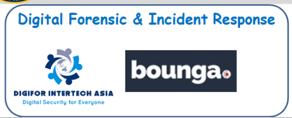 Digital Forensic & Incident Response
bounga.
DIGIFOR INTERTECH ASIA
Digital Security for Everyone